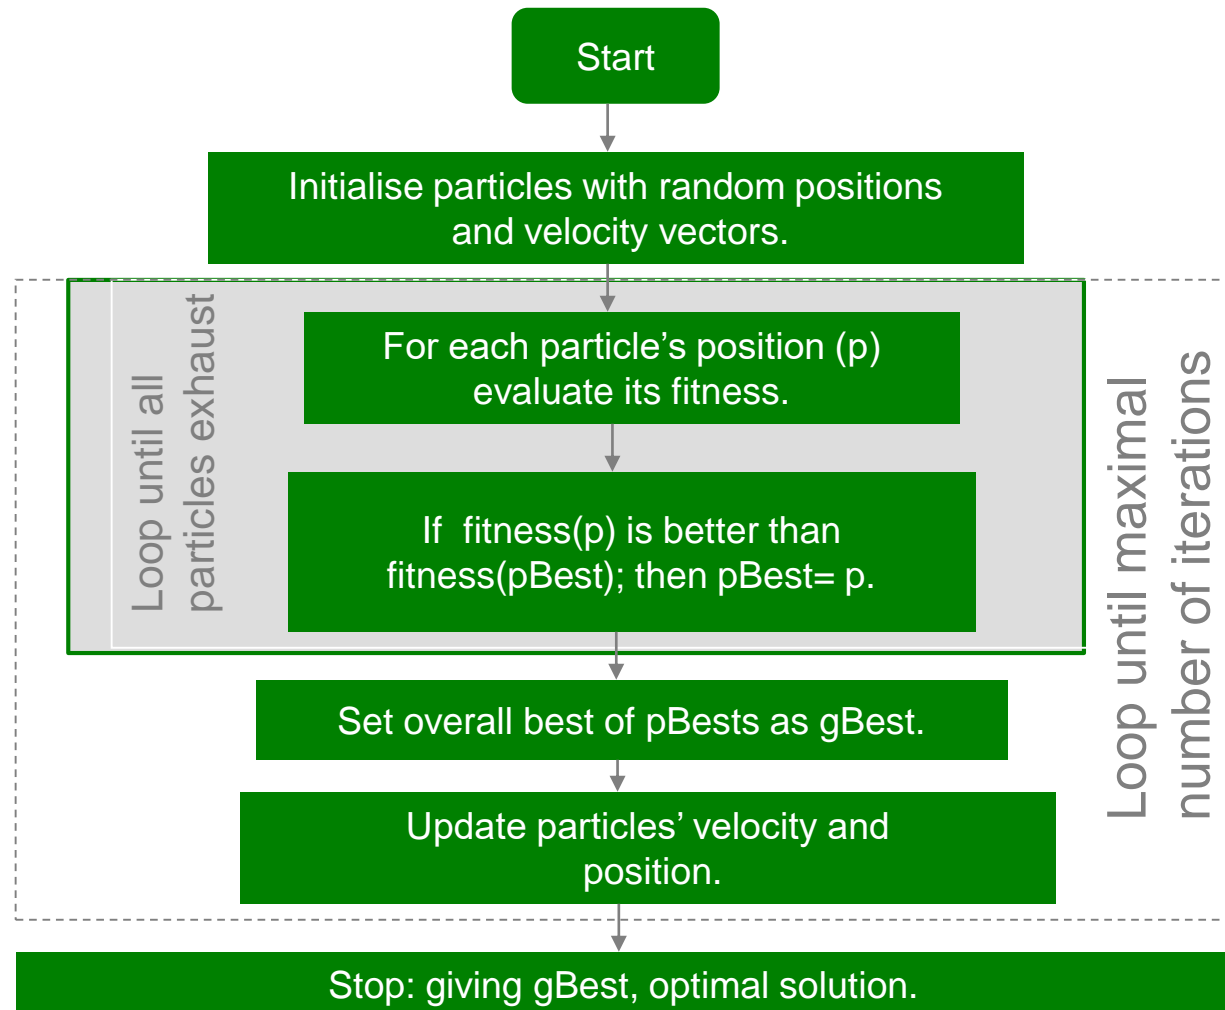 Start
Initialise particles with random positions
and velocity vectors.
Loop until all
particles exhaust
For each particle’s position (p)
evaluate its fitness.
If  fitness(p) is better than
fitness(pBest); then pBest= p.
Loop until maximal
number of iterations
Set overall best of pBests as gBest.
Update particles’ velocity and
position.
Stop: giving gBest, optimal solution.